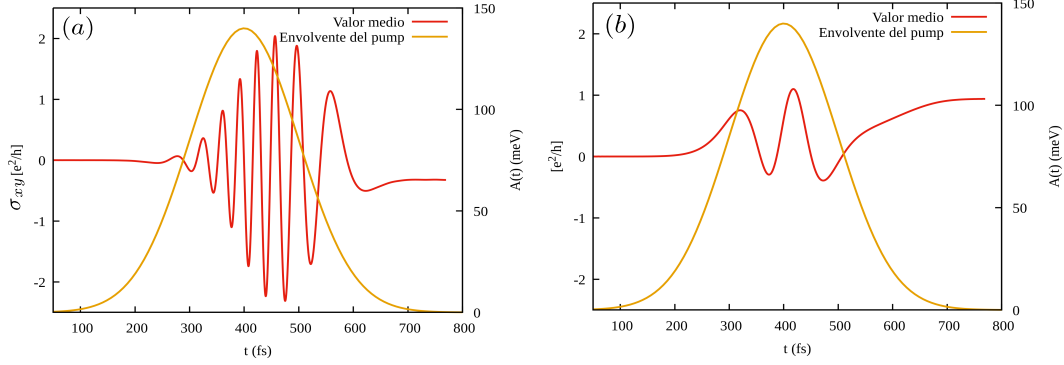 (a)
Valor medio
Envolvente del pump
2
1
0
-1
-2
σxy [e²/h]
150
100
50
0
A(t) (meV)
100 200 300 400 500 600 700 800
t (fs)
(b)
Valor medio
Envolvente del pump
2
1
0
-1
-2
[e²/h]
150
100
50
0
A(t) (meV)
100 200 300 400 500 600 700 800
t (fs)